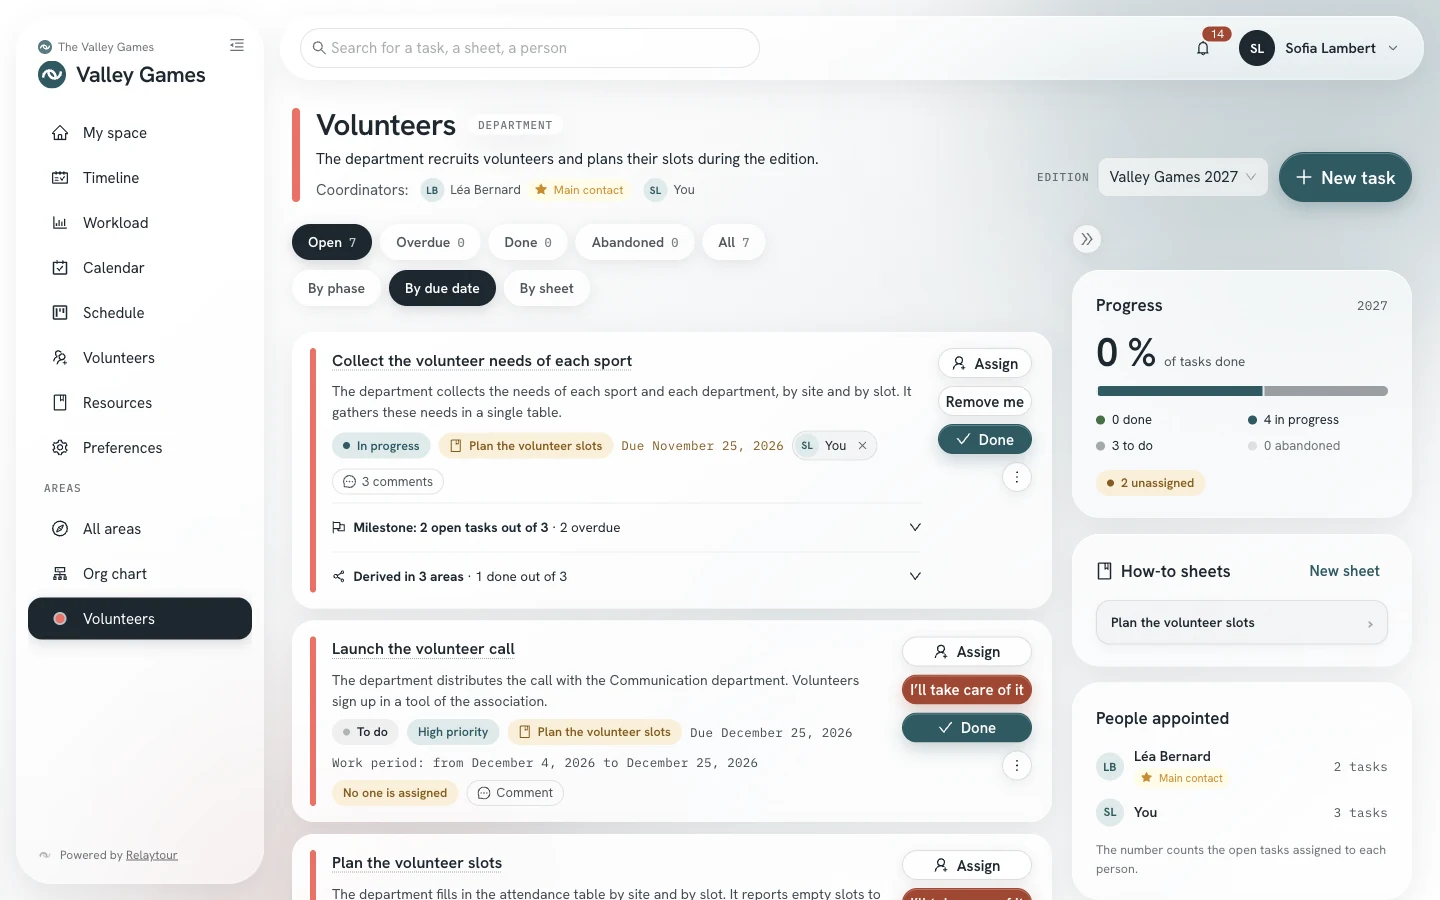 The Valley Games
Valley Games
My space
Timeline
Workload
Calendar
Schedule
Volunteers
Resources
Preferences
AREAS
All areas
Org chart
Volunteers
Powered by Relaytour
Search for a task, a sheet, a person
14
SL
Sofia Lambert
Volunteers
DEPARTMENT
The department recruits volunteers and plans their slots during the edition.
Coordinators:
LB
Léa Bernard
Main contact
SL
You
EDITION
Valley Games 2027
New task
Open 7
Overdue 0
Done 0
Abandoned 0
All 7
By phase
By due date
By sheet
Collect the volunteer needs of each sport
The department collects the needs of each sport and each department, by site and by slot. It
gathers these needs in a single table.
In progress
Plan the volunteer slots
Due November 25, 2026
SL
You
3 comments
Assign
Remove me
Done
Milestone: 2 open tasks out of 3 · 2 overdue
Derived in 3 areas · 1 done out of 3
Launch the volunteer call
The department distributes the call with the Communication department. Volunteers
sign up in a tool of the association.
To do
High priority
Plan the volunteer slots
Due December 25, 2026
Work period: from December 4, 2026 to December 25, 2026
No one is assigned
Comment
Assign
I'll take care of it
Done
Plan the volunteer slots
The department fills in the attendance table by site and by slot. It reports empty slots to
Assign
I'll take care of it
Progress
2027
0 %
of tasks done
0 done
4 in progress
3 to do
0 abandoned
2 unassigned
How-to sheets
New sheet
Plan the volunteer slots
People appointed
LB
Léa Bernard
Main contact
2 tasks
SL
You
3 tasks
The number counts the open tasks assigned to each
person.